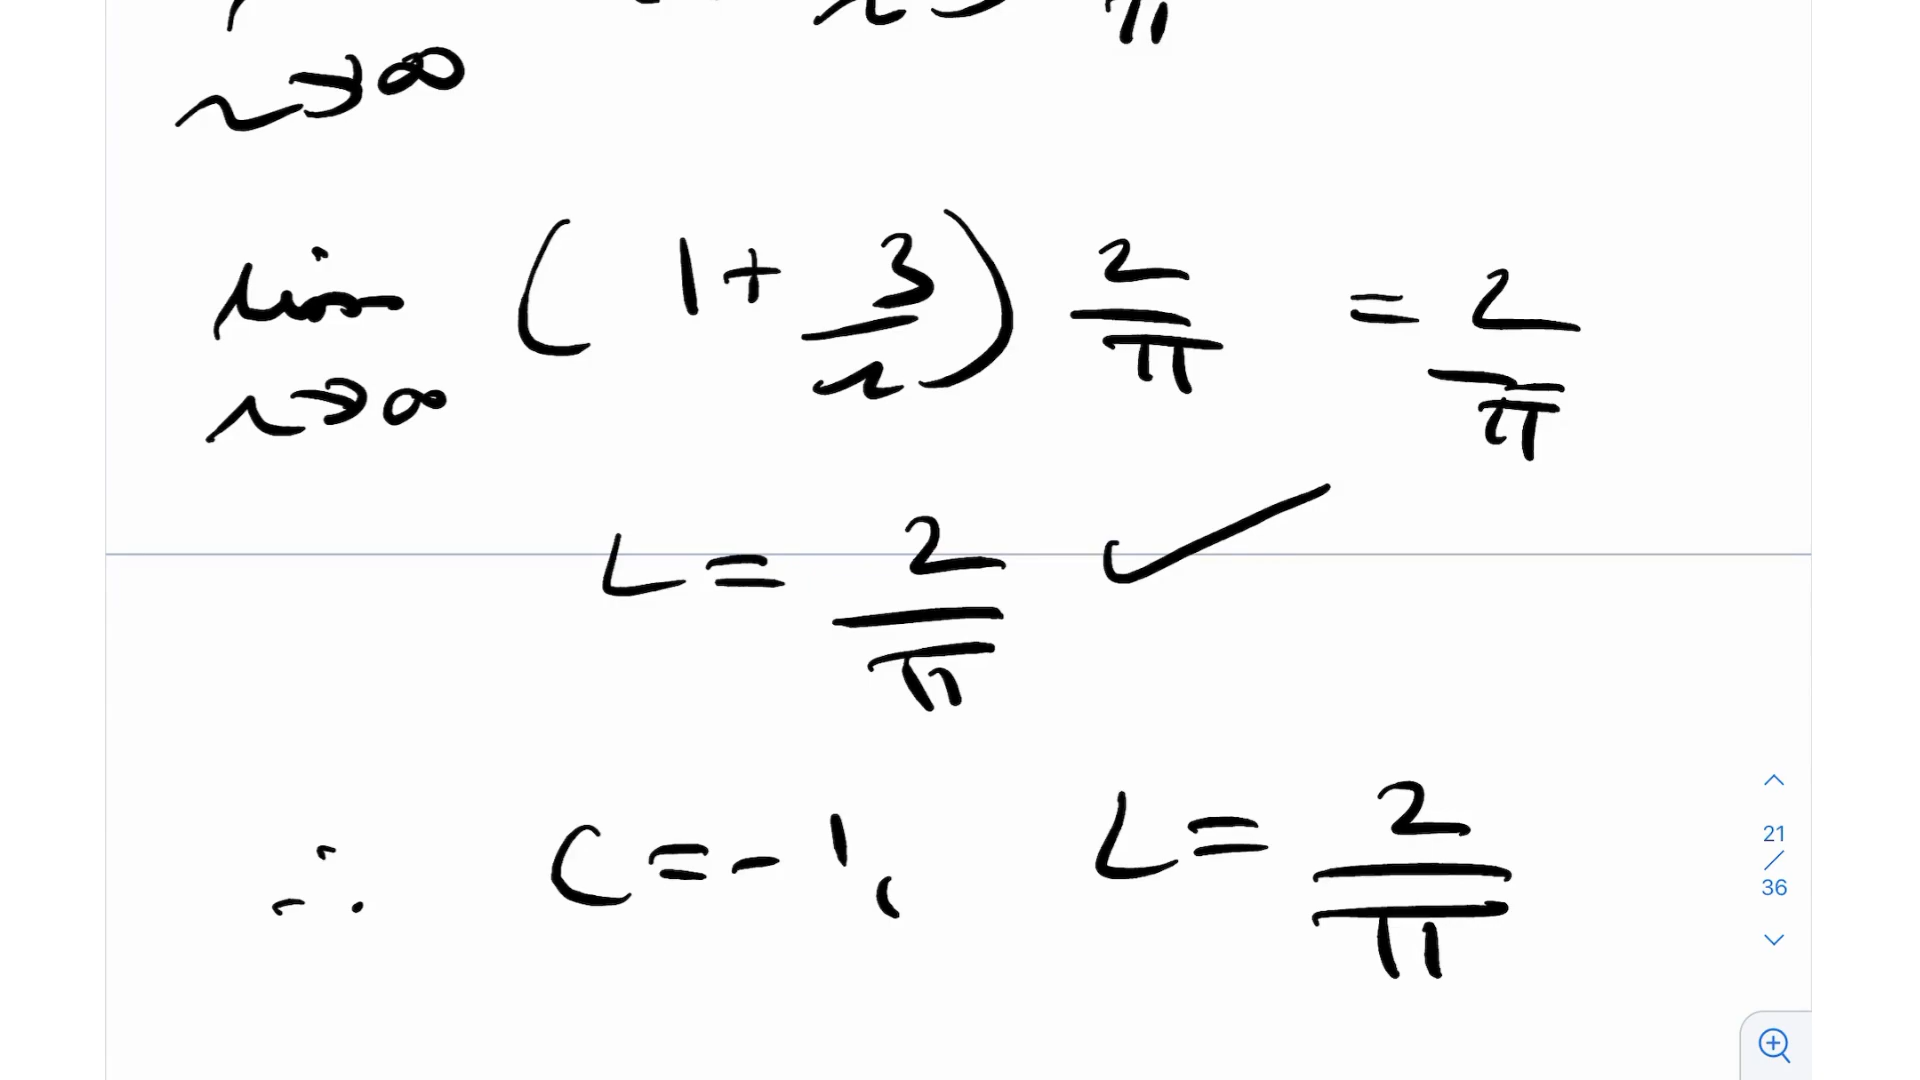 n→∞ π
lim (1 + 3/n) 2/π = 2/π
n→∞
L = 2/π ✓
∴ C = -1, L = 2/π
21
/
36